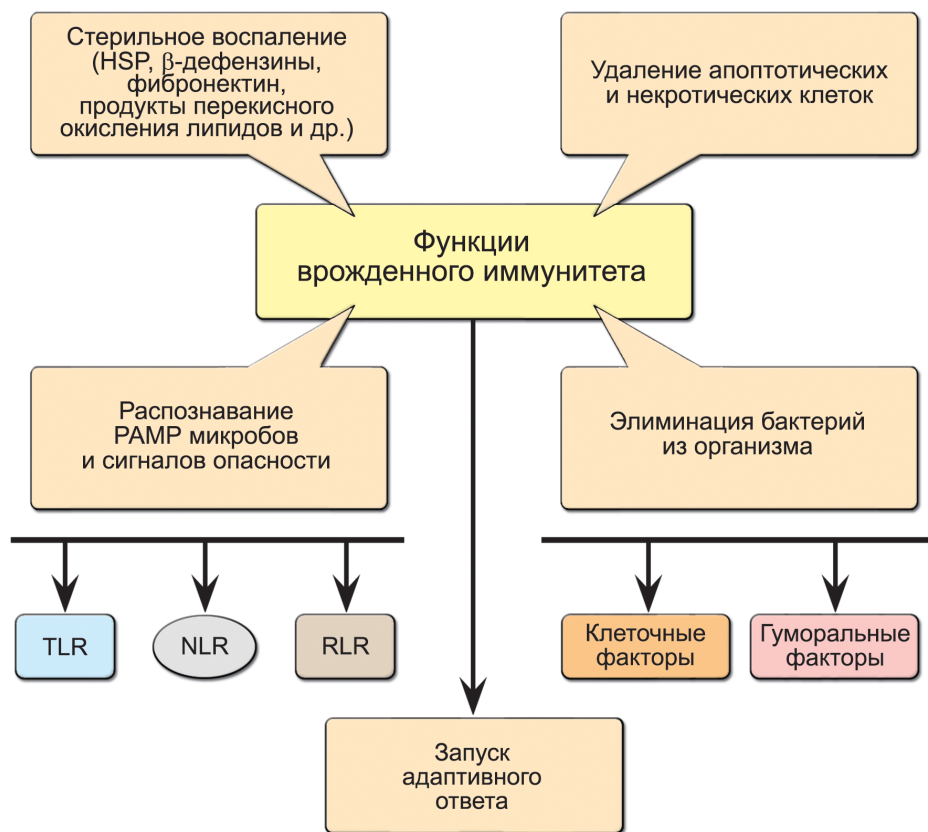 Стерильное воспаление
(HSP, β-дефензины,
фибронектин,
продукты перекисного
окисления липидов и др.)
Удаление апоптотических
и некротических клеток
Функции
врожденного иммунитета
Распознавание
PAMP микробов
и сигналов опасности
Элиминация бактерий
из организма
TLR
NLR
RLR
Клеточные
факторы
Гуморальные
факторы
Запуск
адаптивного
ответа